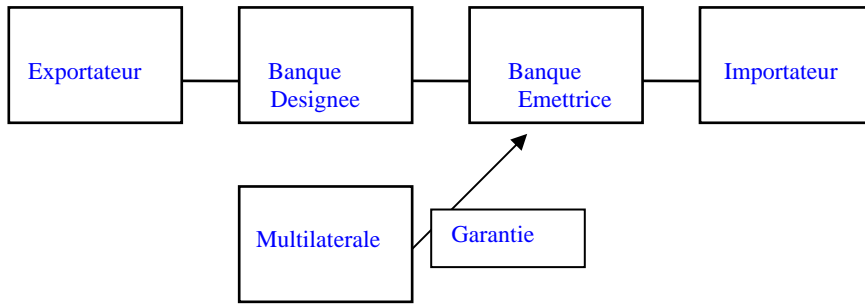 Exportateur
Banque
Designee
Banque
Emettrice
Importateur
Multilaterale
Garantie